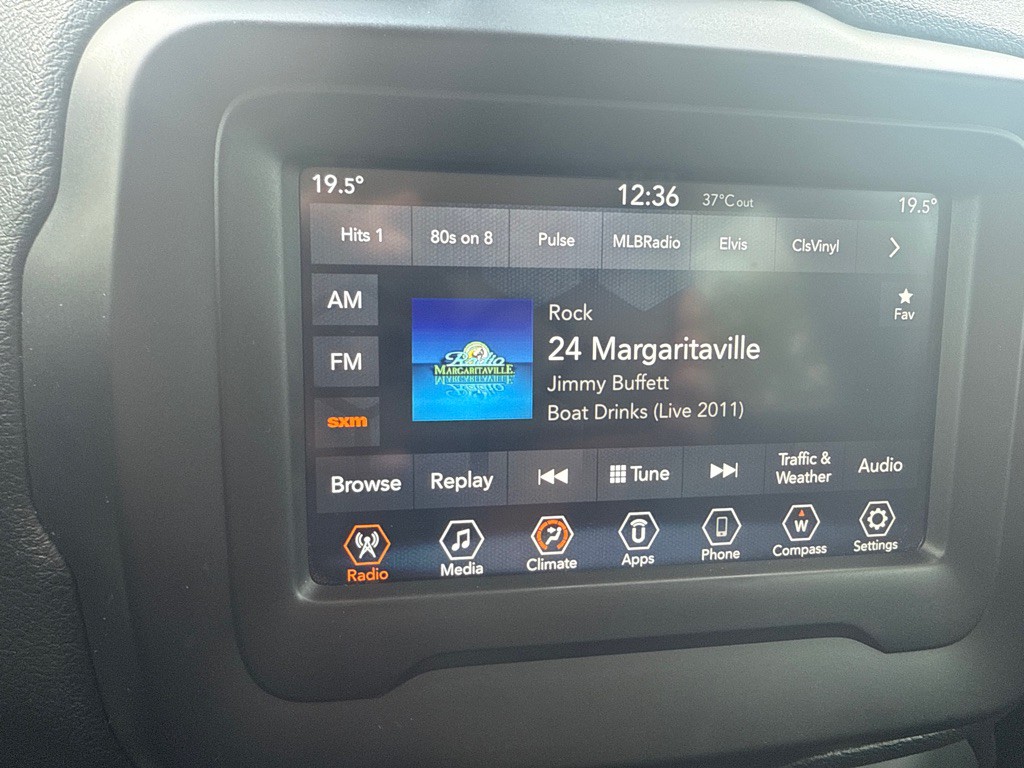 19.5° 12:36 37°C out 19.5°
Hits 1 80s on 8 Pulse MLBRadio Elvis ClsVinyl
AM
FM
sxm
Radio
MARGARITAVILLE
Rock
24 Margaritaville
Jimmy Buffett
Boat Drinks (Live 2011)
Fav
Browse Replay Tune Traffic &
Weather Audio
Radio Media Climate Apps Phone W Compass Settings